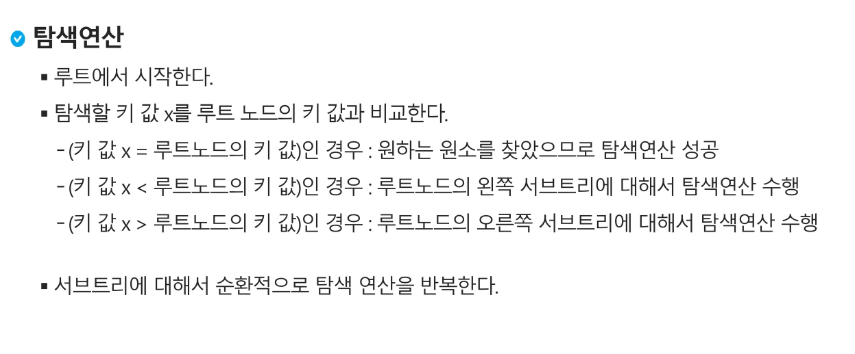 탐색연산
▪ 루트에서 시작한다.
▪ 탐색할 키 값 x를 루트 노드의 키 값과 비교한다.
-(키 값 x = 루트노드의 키 값)인 경우 : 원하는 원소를 찾았으므로 탐색연산 성공
-(키 값 x < 루트노드의 키 값)인 경우 : 루트노드의 왼쪽 서브트리에 대해서 탐색연산 수행
-(키 값 x > 루트노드의 키 값)인 경우 : 루트노드의 오른쪽 서브트리에 대해서 탐색연산 수행
▪ 서브트리에 대해서 순환적으로 탐색 연산을 반복한다.